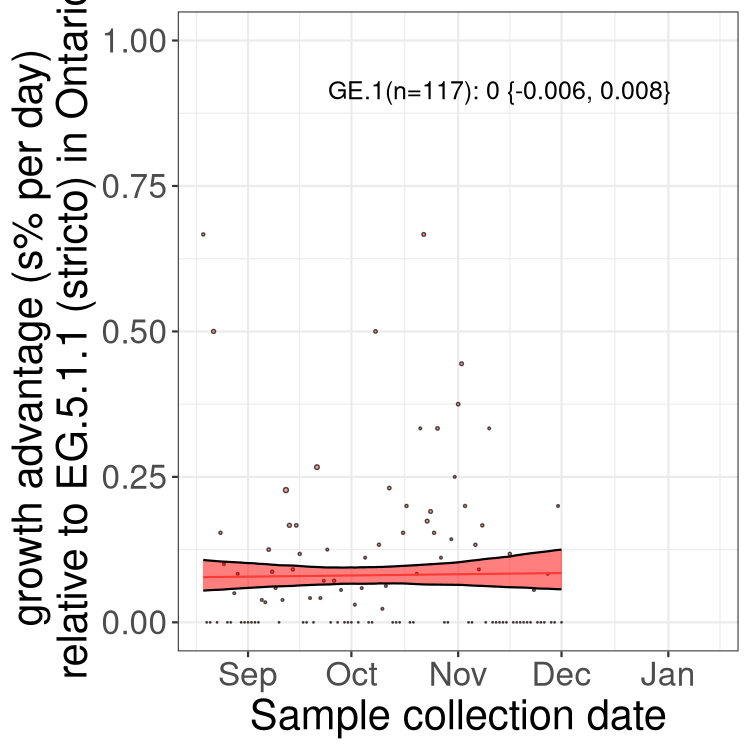 growth advantage (s% per day)
relative to EG.5.1.1 (stricto) in Ontario
1.00
0.75
0.50
0.25
0.00
GE.1(n=117): 0 {-0.006, 0.008}
Sep Oct Nov Dec Jan
Sample collection date